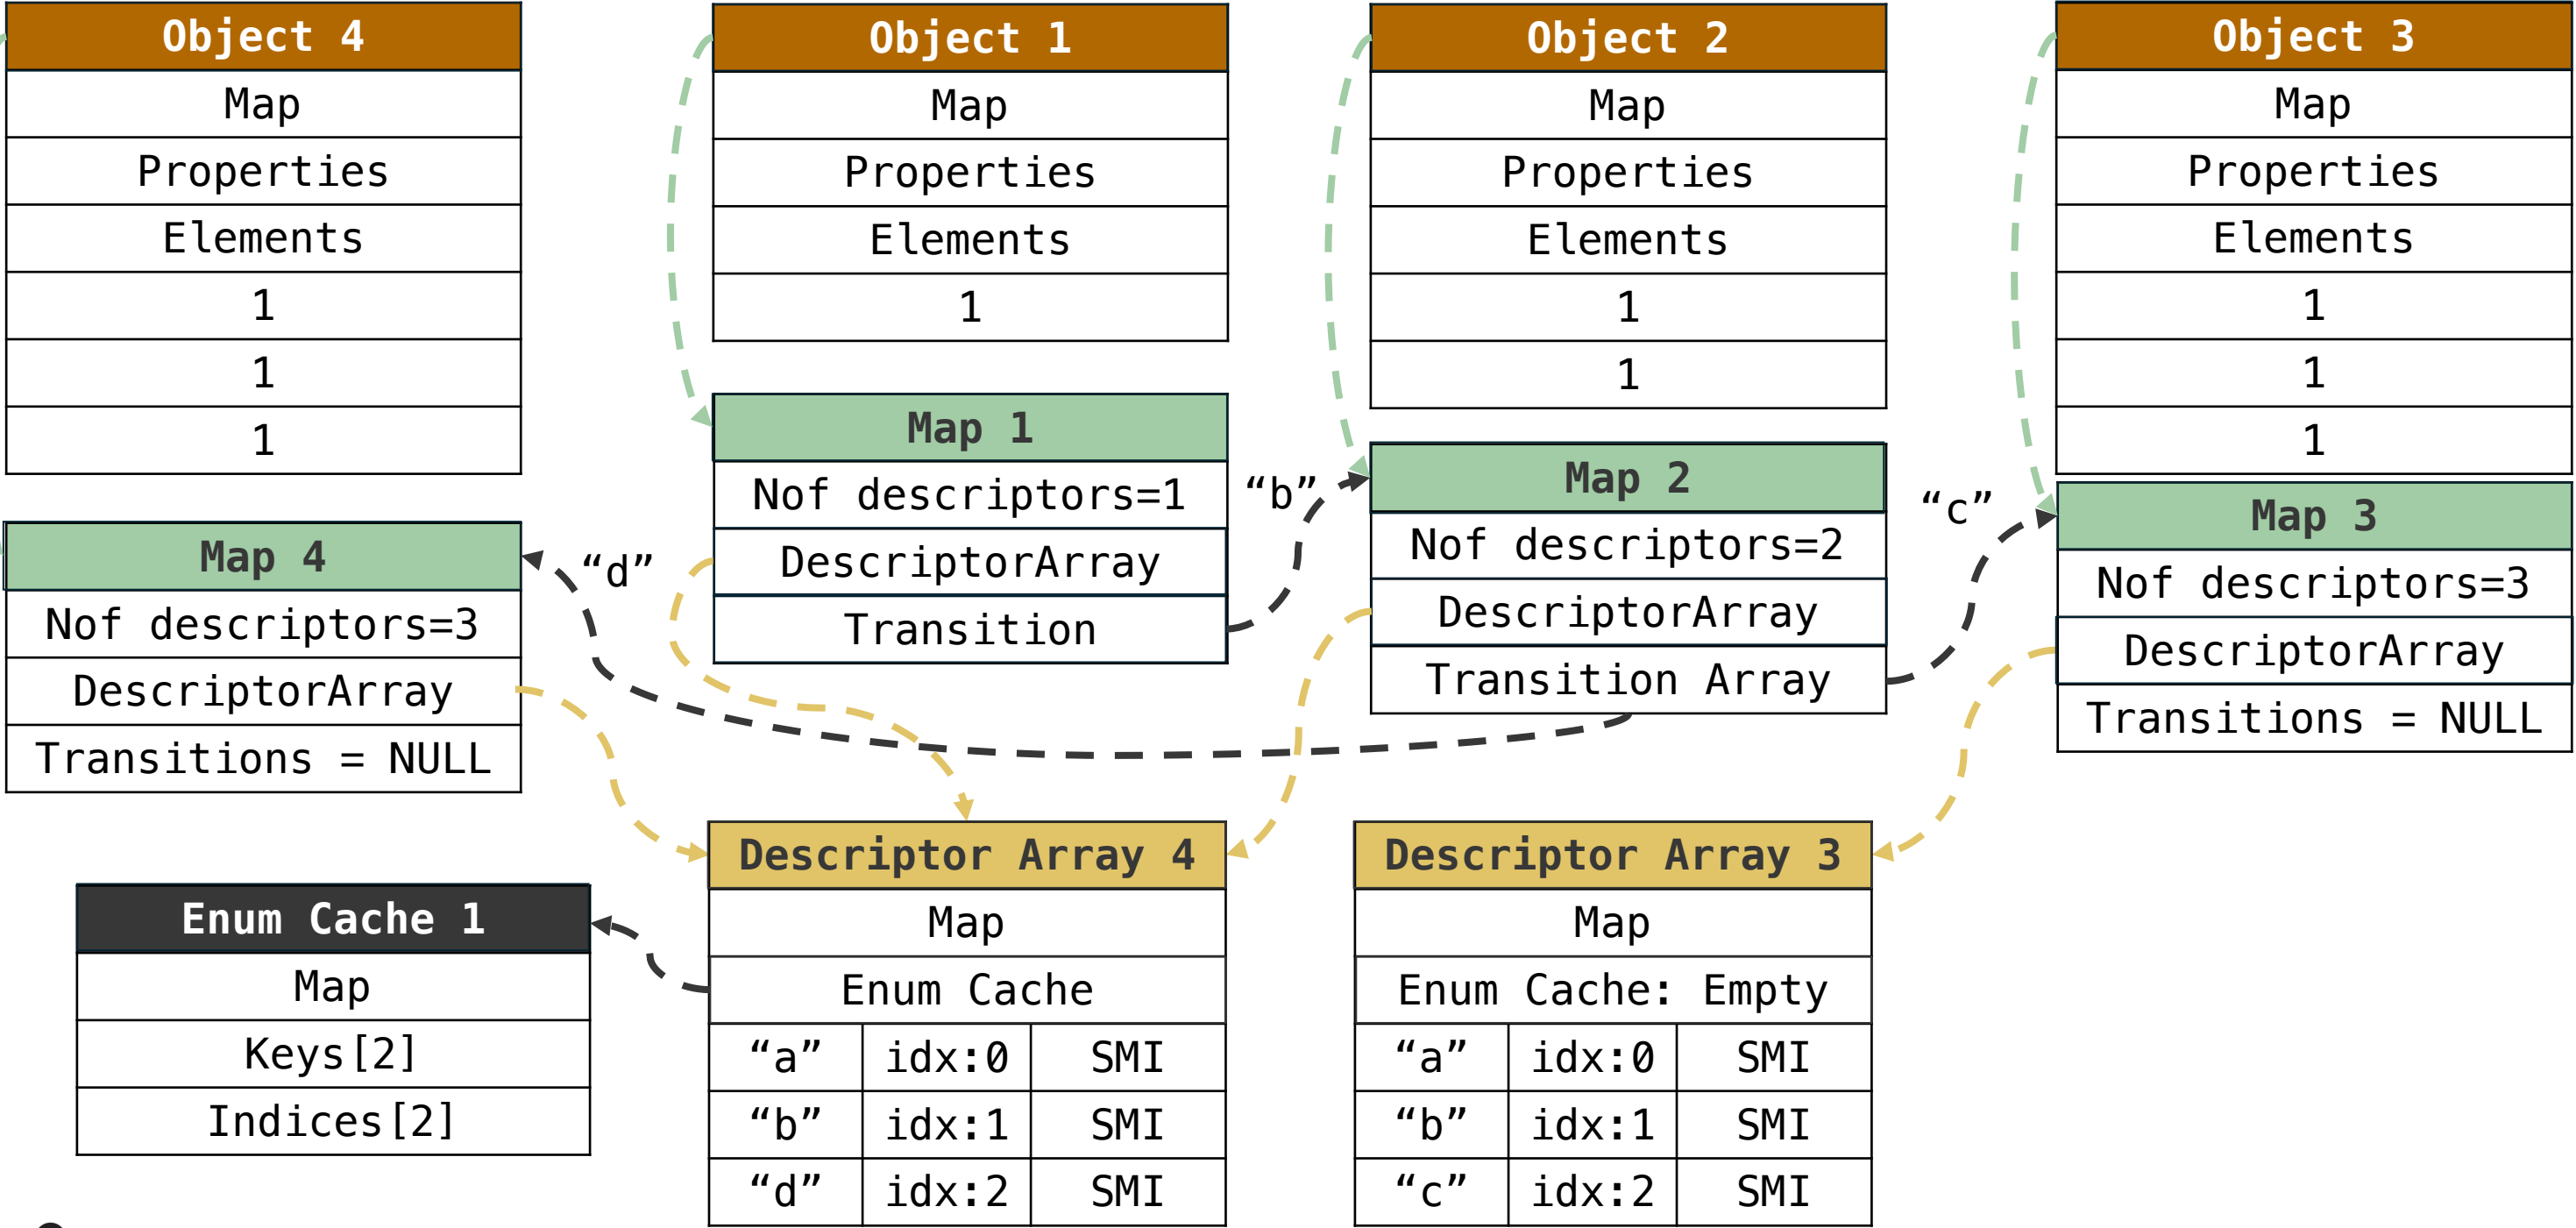 Object 4
Map
Properties
Elements
1
1
1
Object 1
Map
Properties
Elements
1
Object 2
Map
Properties
Elements
1
1
Object 3
Map
Properties
Elements
1
1
1
Map 4
Nof descriptors=3
DescriptorArray
Transitions = NULL
“d”
Map 1
Nof descriptors=1
DescriptorArray
Transition
“b”
Map 2
Nof descriptors=2
DescriptorArray
Transition Array
“c”
Map 3
Nof descriptors=3
DescriptorArray
Transitions = NULL
Enum Cache 1
Map
Keys[2]
Indices[2]
Descriptor Array 4
Map
Enum Cache
“a” idx:0 SMI
“b” idx:1 SMI
“d” idx:2 SMI
Descriptor Array 3
Map
Enum Cache: Empty
“a” idx:0 SMI
“b” idx:1 SMI
“c” idx:2 SMI